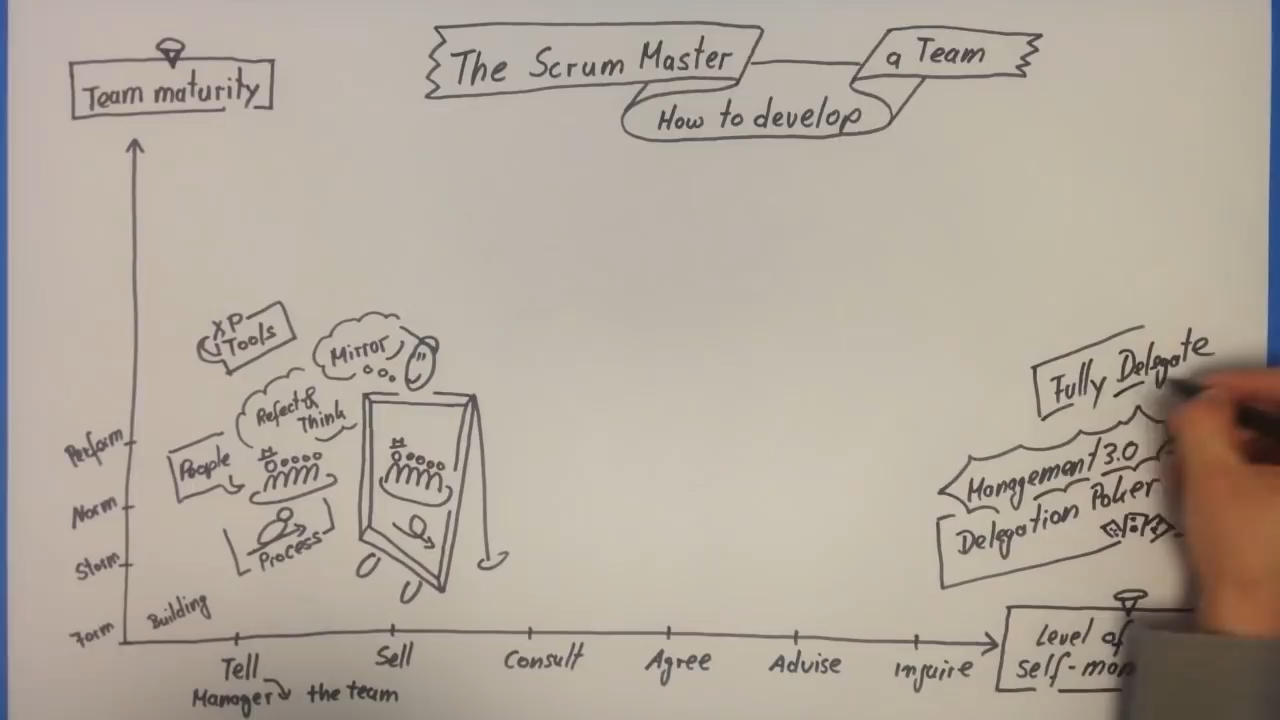 The Scrum Master
How to develop
a Team
Team maturity
XP
Tools
Mirror
Refect &
Think
People
Process
Perform
Norm
Storm
Form
Building
Tell
Sell
Consult
Agree
Advise
Inquire
Manager the team
Fully Delegate
Management 3.0
Delegation Poker
Level of
self-man